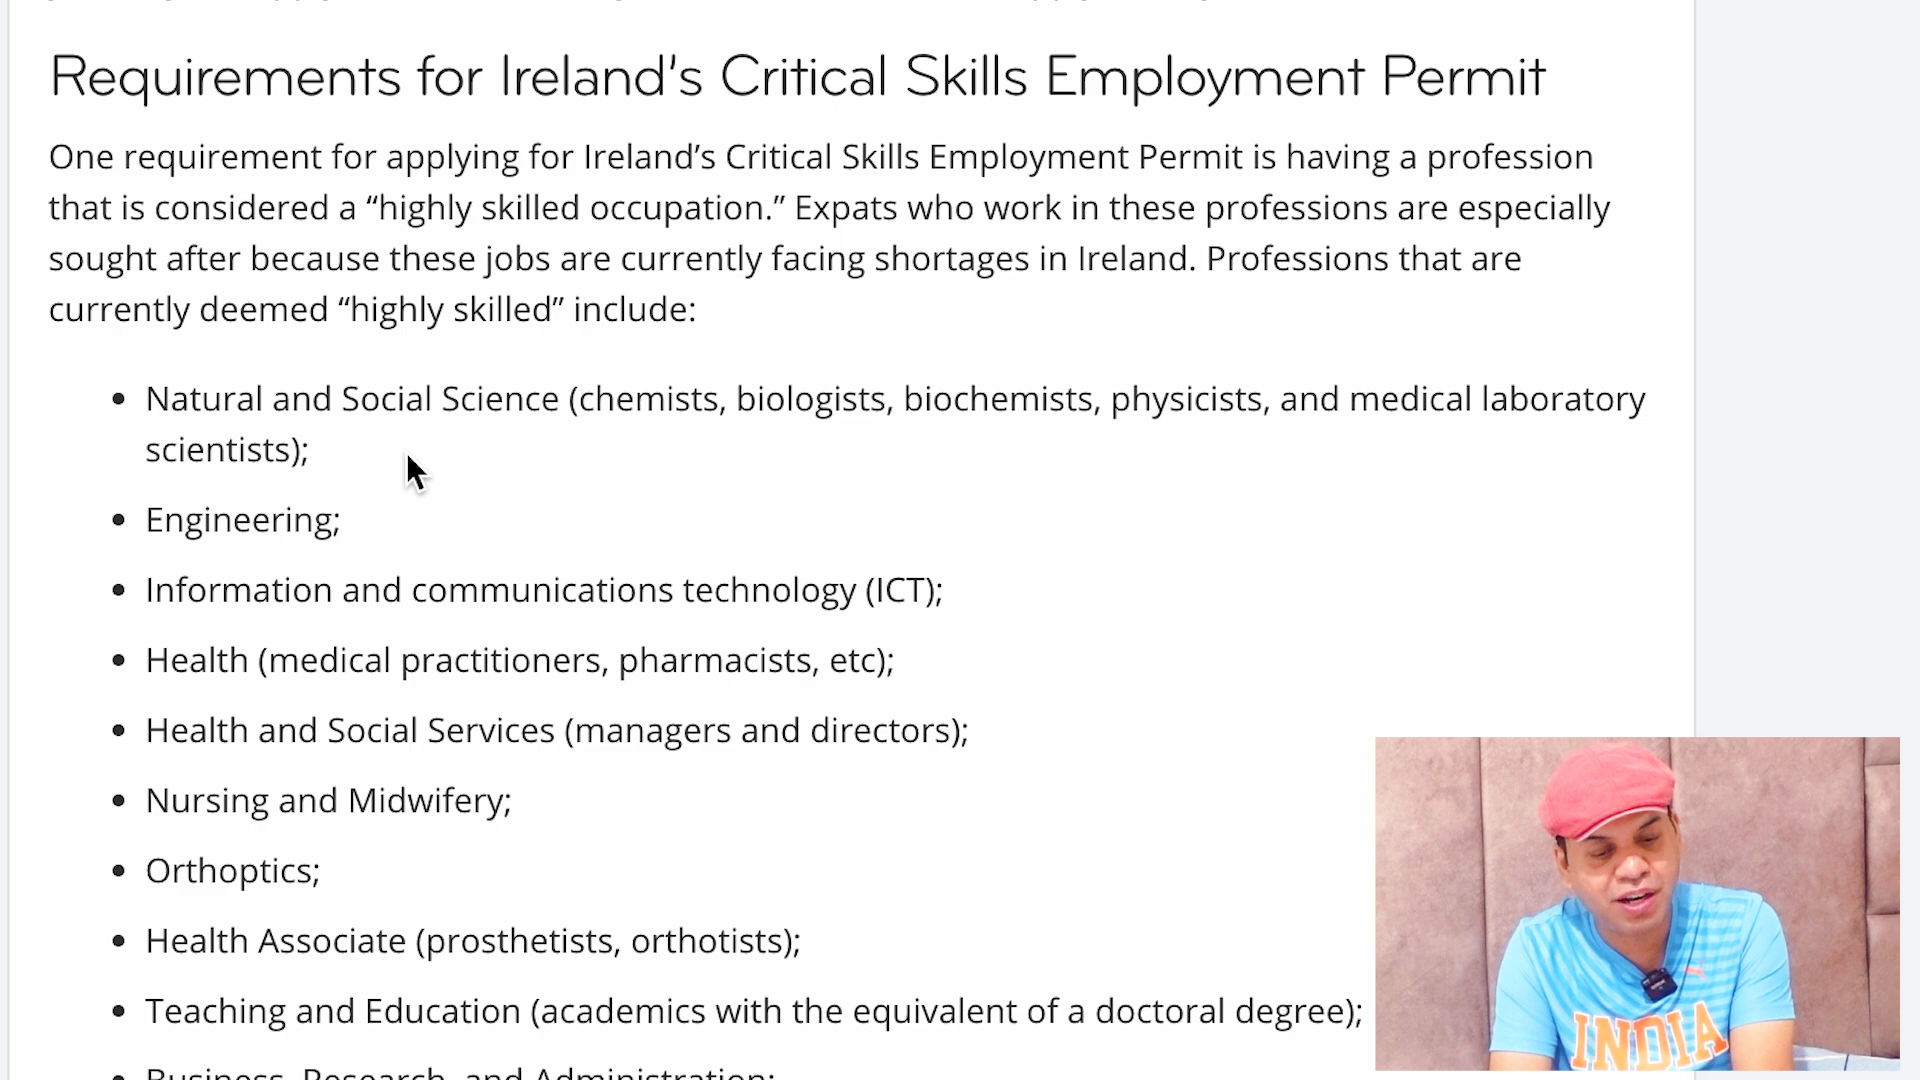 Requirements for Ireland’s Critical Skills Employment Permit
One requirement for applying for Ireland’s Critical Skills Employment Permit is having a profession
that is considered a “highly skilled occupation.” Expats who work in these professions are especially
sought after because these jobs are currently facing shortages in Ireland. Professions that are
currently deemed “highly skilled” include:
• Natural and Social Science (chemists, biologists, biochemists, physicists, and medical laboratory
scientists);
• Engineering;
• Information and communications technology (ICT);
• Health (medical practitioners, pharmacists, etc);
• Health and Social Services (managers and directors);
• Nursing and Midwifery;
• Orthoptics;
• Health Associate (prosthetists, orthotists);
• Teaching and Education (academics with the equivalent of a doctoral degree);
• Business, Research, and Administration;
INDIA